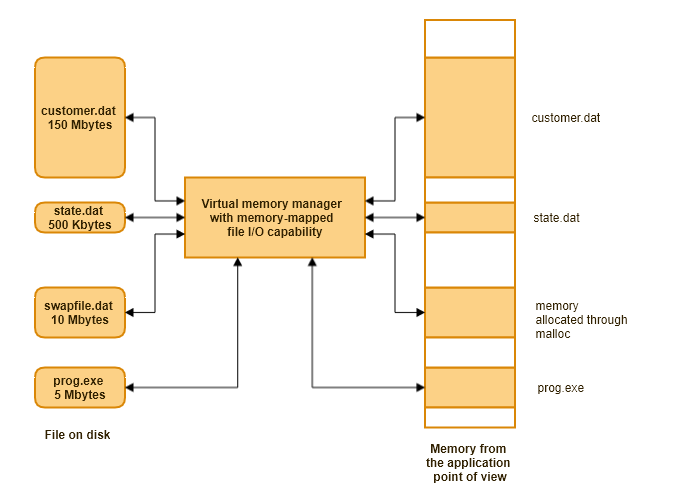 customer.dat
150 Mbytes
state.dat
500 Kbytes
swapfile.dat
10 Mbytes
prog.exe
5 Mbytes
File on disk
Virtual memory manager
with memory-mapped
file I/O capability
customer.dat
state.dat
memory
allocated through
malloc
prog.exe
Memory from
the application
point of view